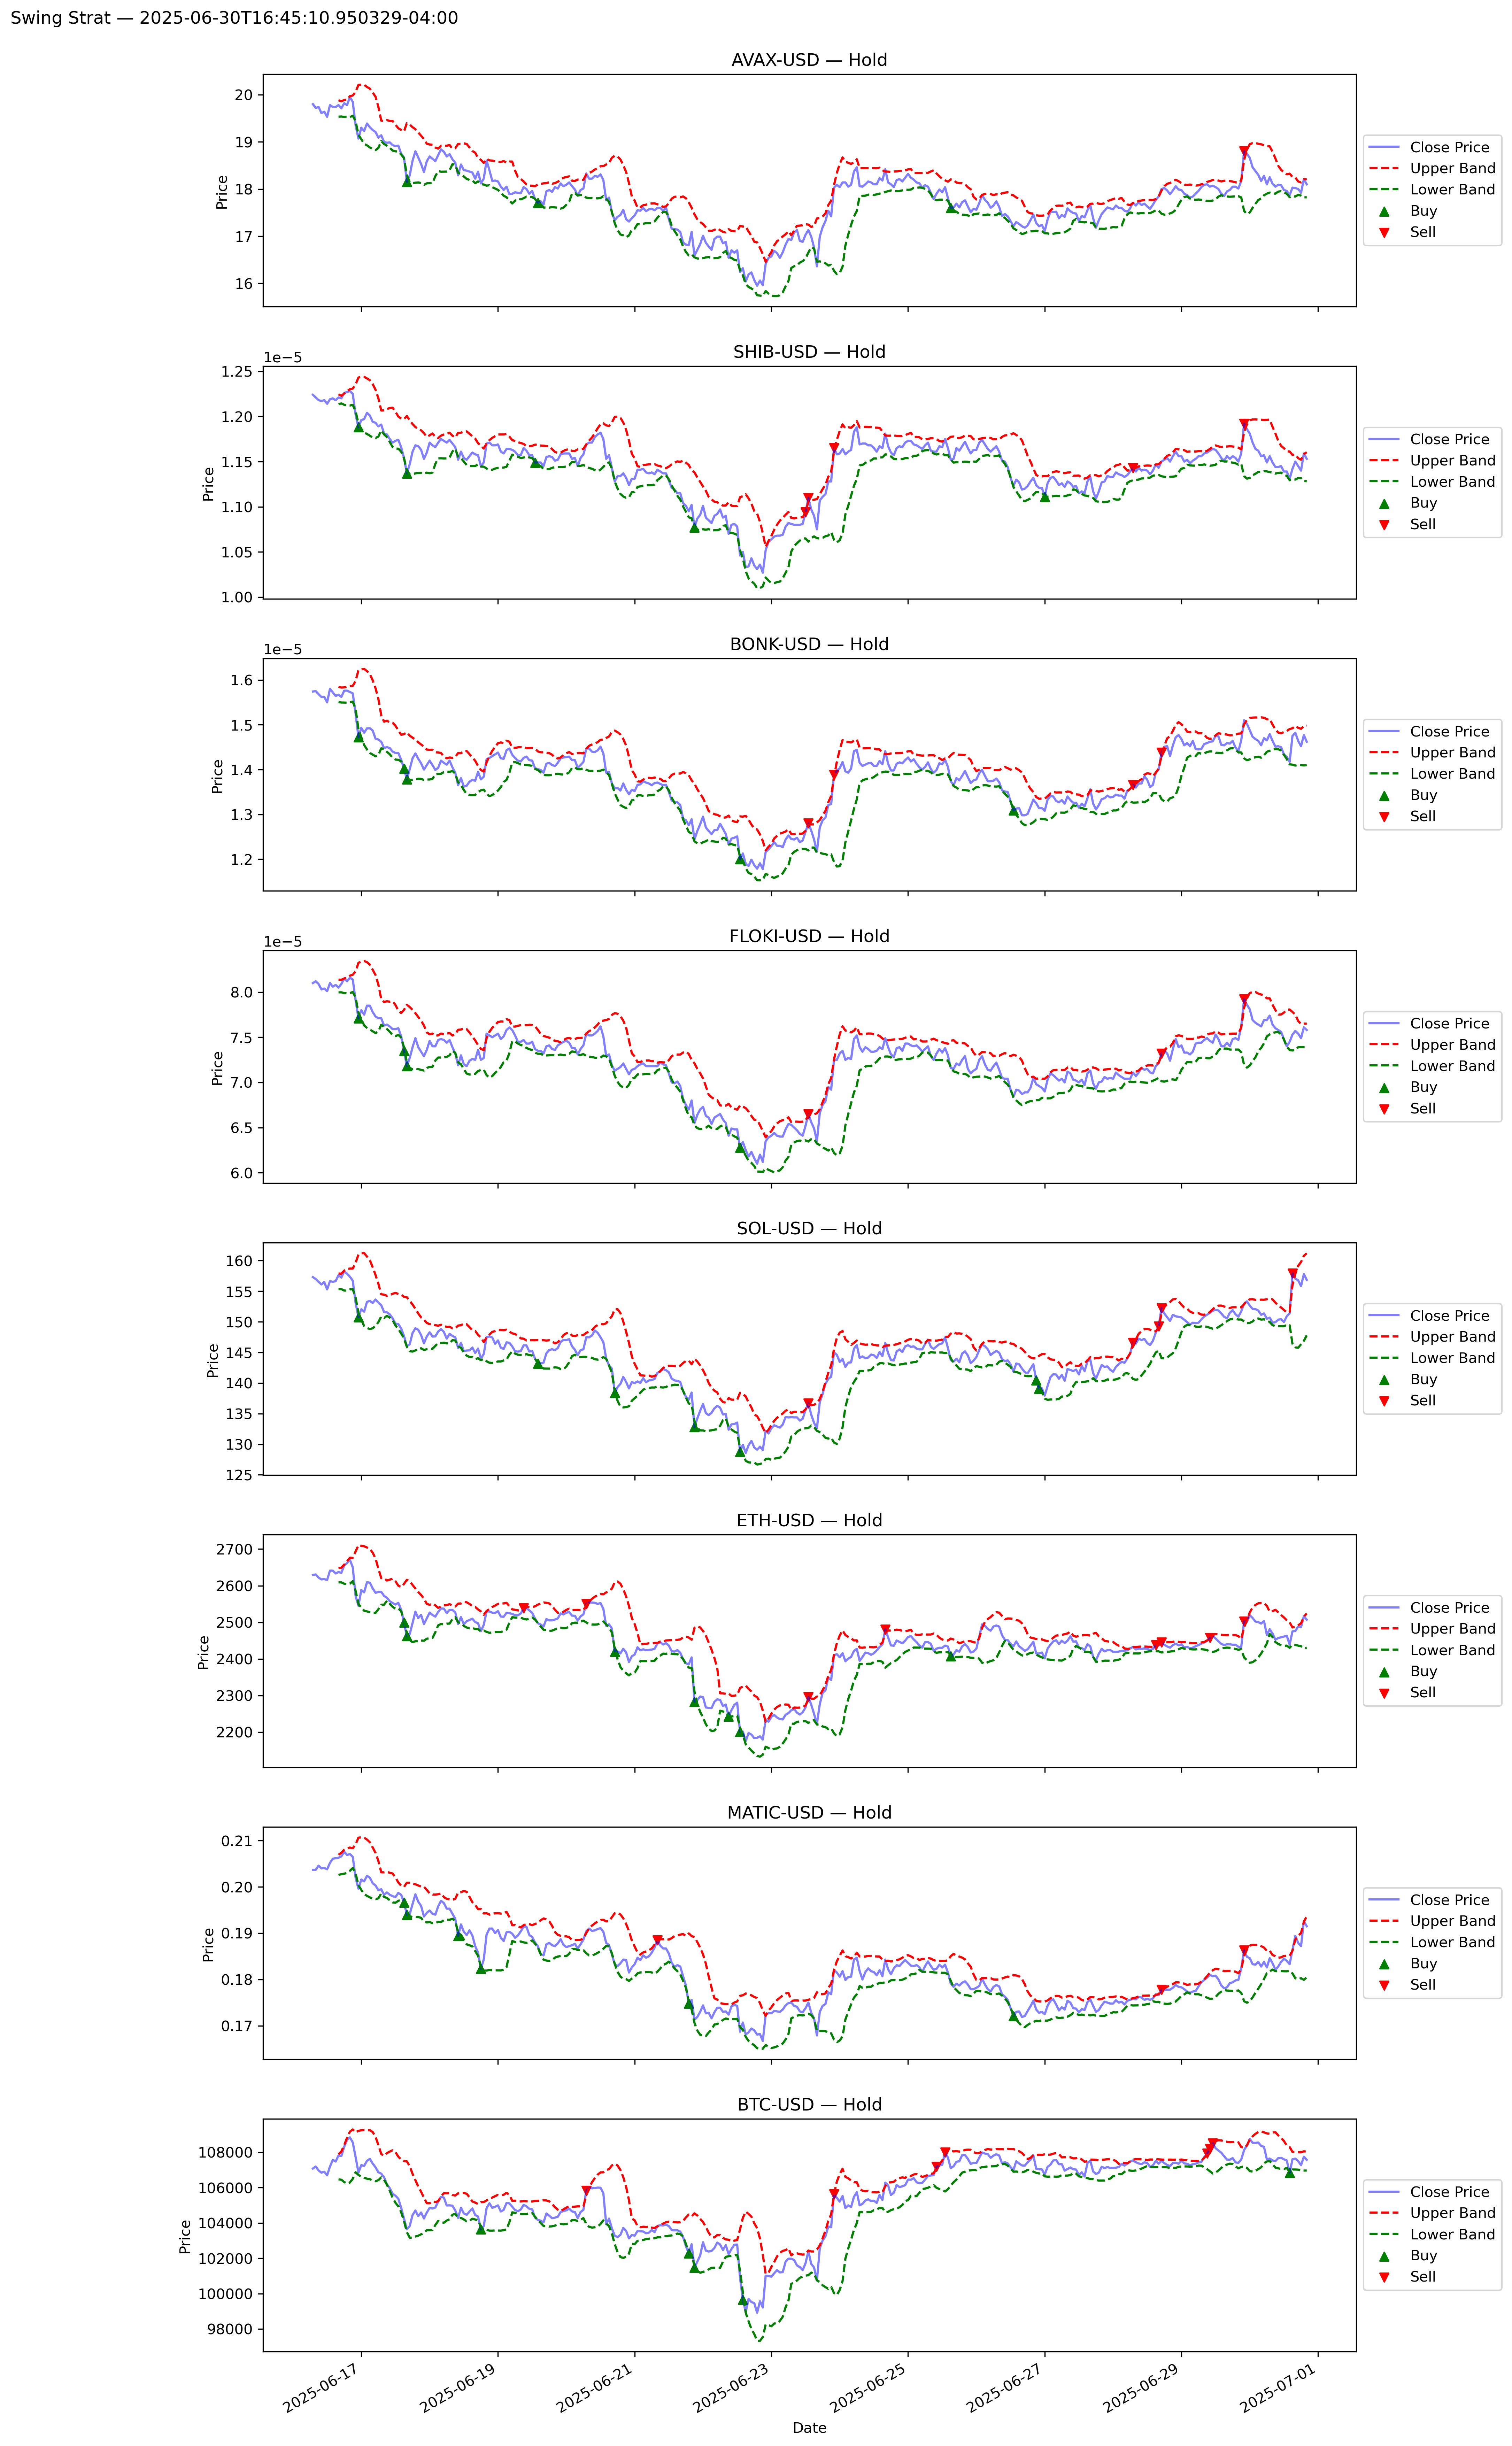 Swing Strat — 2025-06-30T16:45:10.950329-04:00
AVAX-USD — Hold
20
19
18
17
16
Price
Close Price
Upper Band
Lower Band
Buy
Sell
SHIB-USD — Hold
1e−5
1.25
1.20
1.15
1.10
1.05
1.00
Price
Close Price
Upper Band
Lower Band
Buy
Sell
BONK-USD — Hold
1e−5
1.6
1.5
1.4
1.3
1.2
Price
Close Price
Upper Band
Lower Band
Buy
Sell
FLOKI-USD — Hold
1e−5
8.0
7.5
7.0
6.5
6.0
Price
Close Price
Upper Band
Lower Band
Buy
Sell
SOL-USD — Hold
160
155
150
145
140
135
130
125
Price
Close Price
Upper Band
Lower Band
Buy
Sell
ETH-USD — Hold
2700
2600
2500
2400
2300
2200
Price
Close Price
Upper Band
Lower Band
Buy
Sell
MATIC-USD — Hold
0.21
0.20
0.19
0.18
0.17
Price
Close Price
Upper Band
Lower Band
Buy
Sell
BTC-USD — Hold
108000
106000
104000
102000
100000
98000
Price
Close Price
Upper Band
Lower Band
Buy
Sell
2025-06-17
2025-06-19
2025-06-21
2025-06-23
2025-06-25
2025-06-27
2025-06-29
2025-07-01
Date